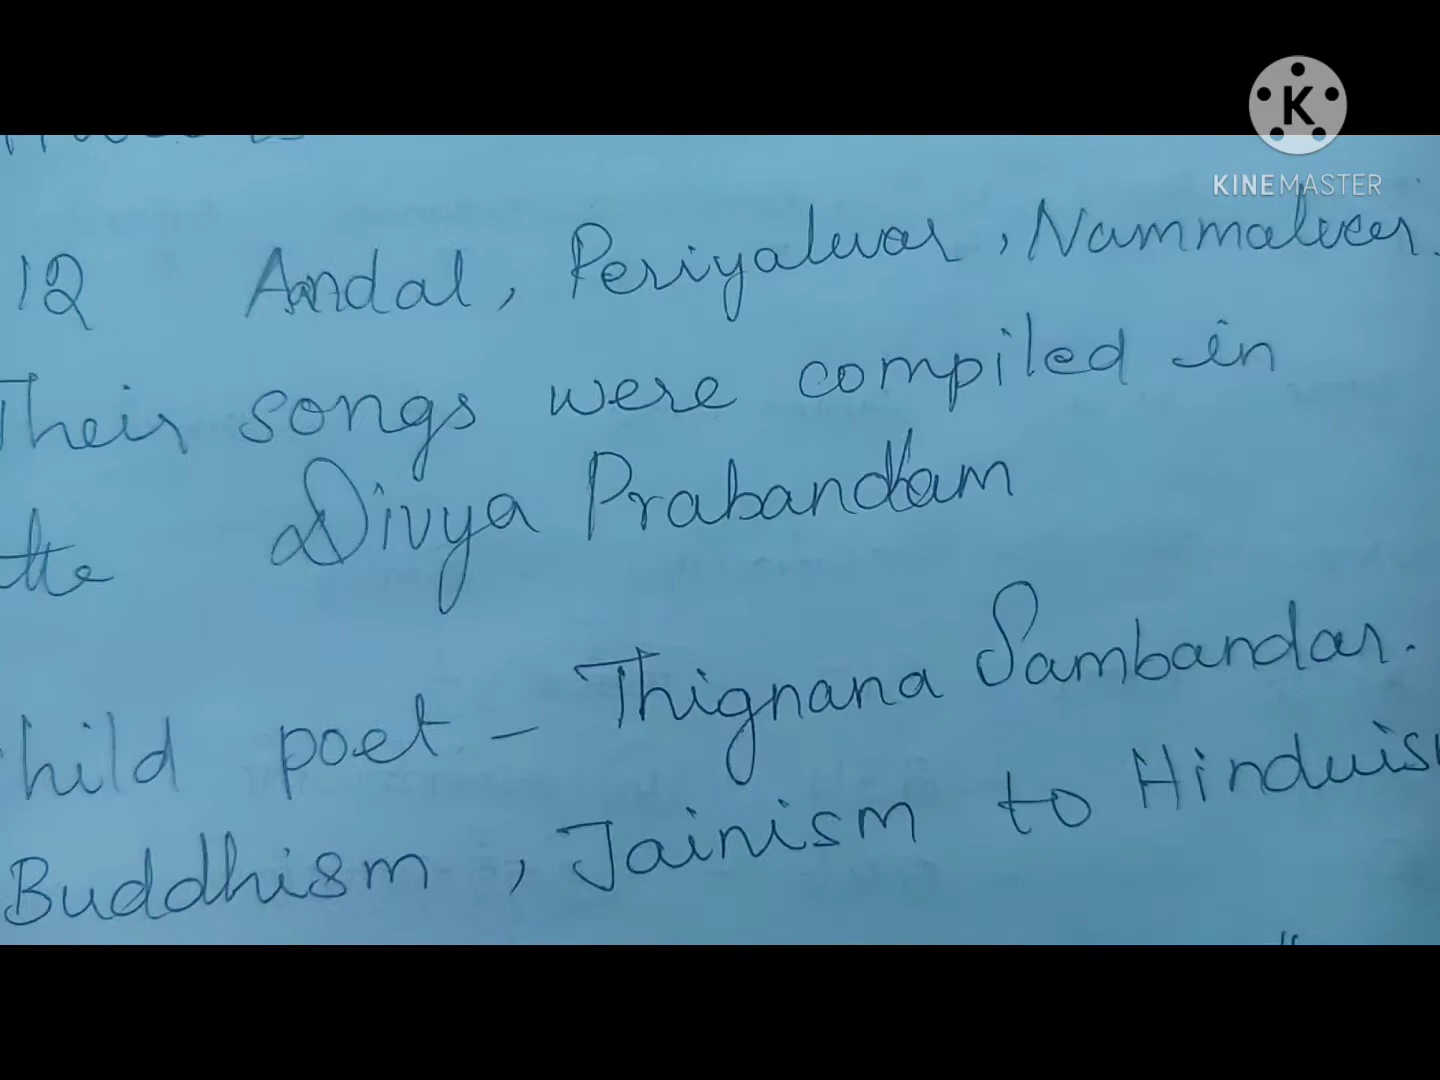 K
KINEMASTER
12 Andal, Periyalwar, Nammalvar.
Their songs were compiled in
the Divya Prabandam
hild poet - Thignana Sambandar.
Buddhism, Jainism to Hinduis